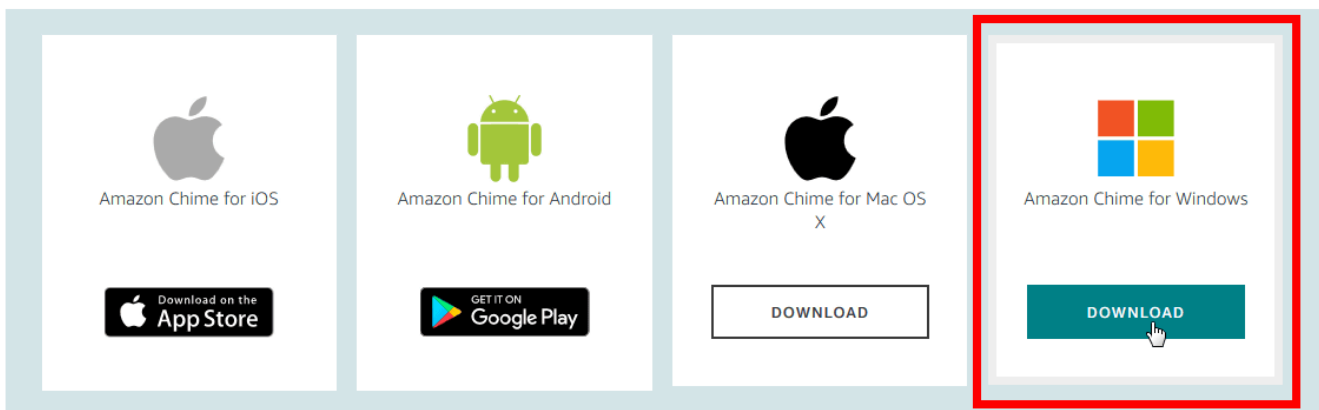 Amazon Chime for iOS
Download on the
App Store
Amazon Chime for Android
GET IT ON
Google Play
Amazon Chime for Mac OS
X
DOWNLOAD
Amazon Chime for Windows
DOWNLOAD